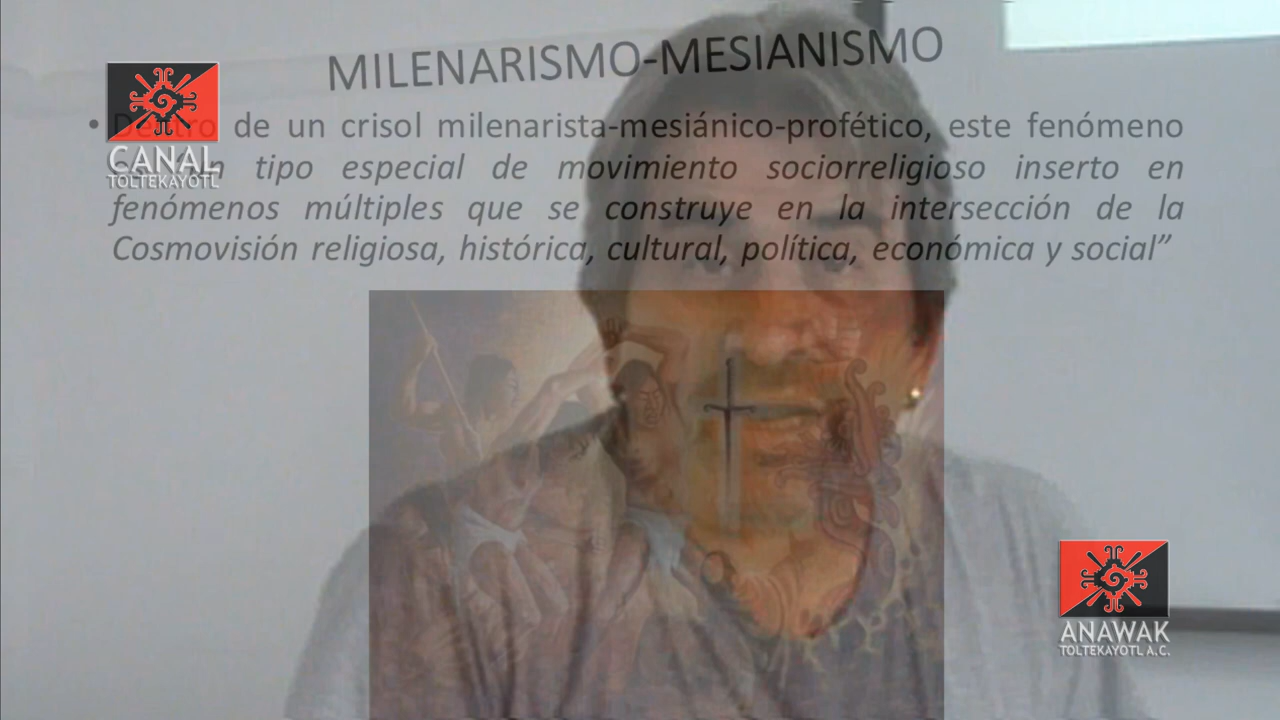 MILENARISMO-MESIANISMO
• Dentro de un crisol milenarista-mesiánico-profético, este fenómeno
tipo especial de movimiento sociorreligioso inserto en
fenómenos múltiples que se construye en la intersección de la
Cosmovisión religiosa, histórica, cultural, política, económica y social”
CANAL
TOLTEKAYOTL
ANAWAK
TOLTEKAYOTL A.C.